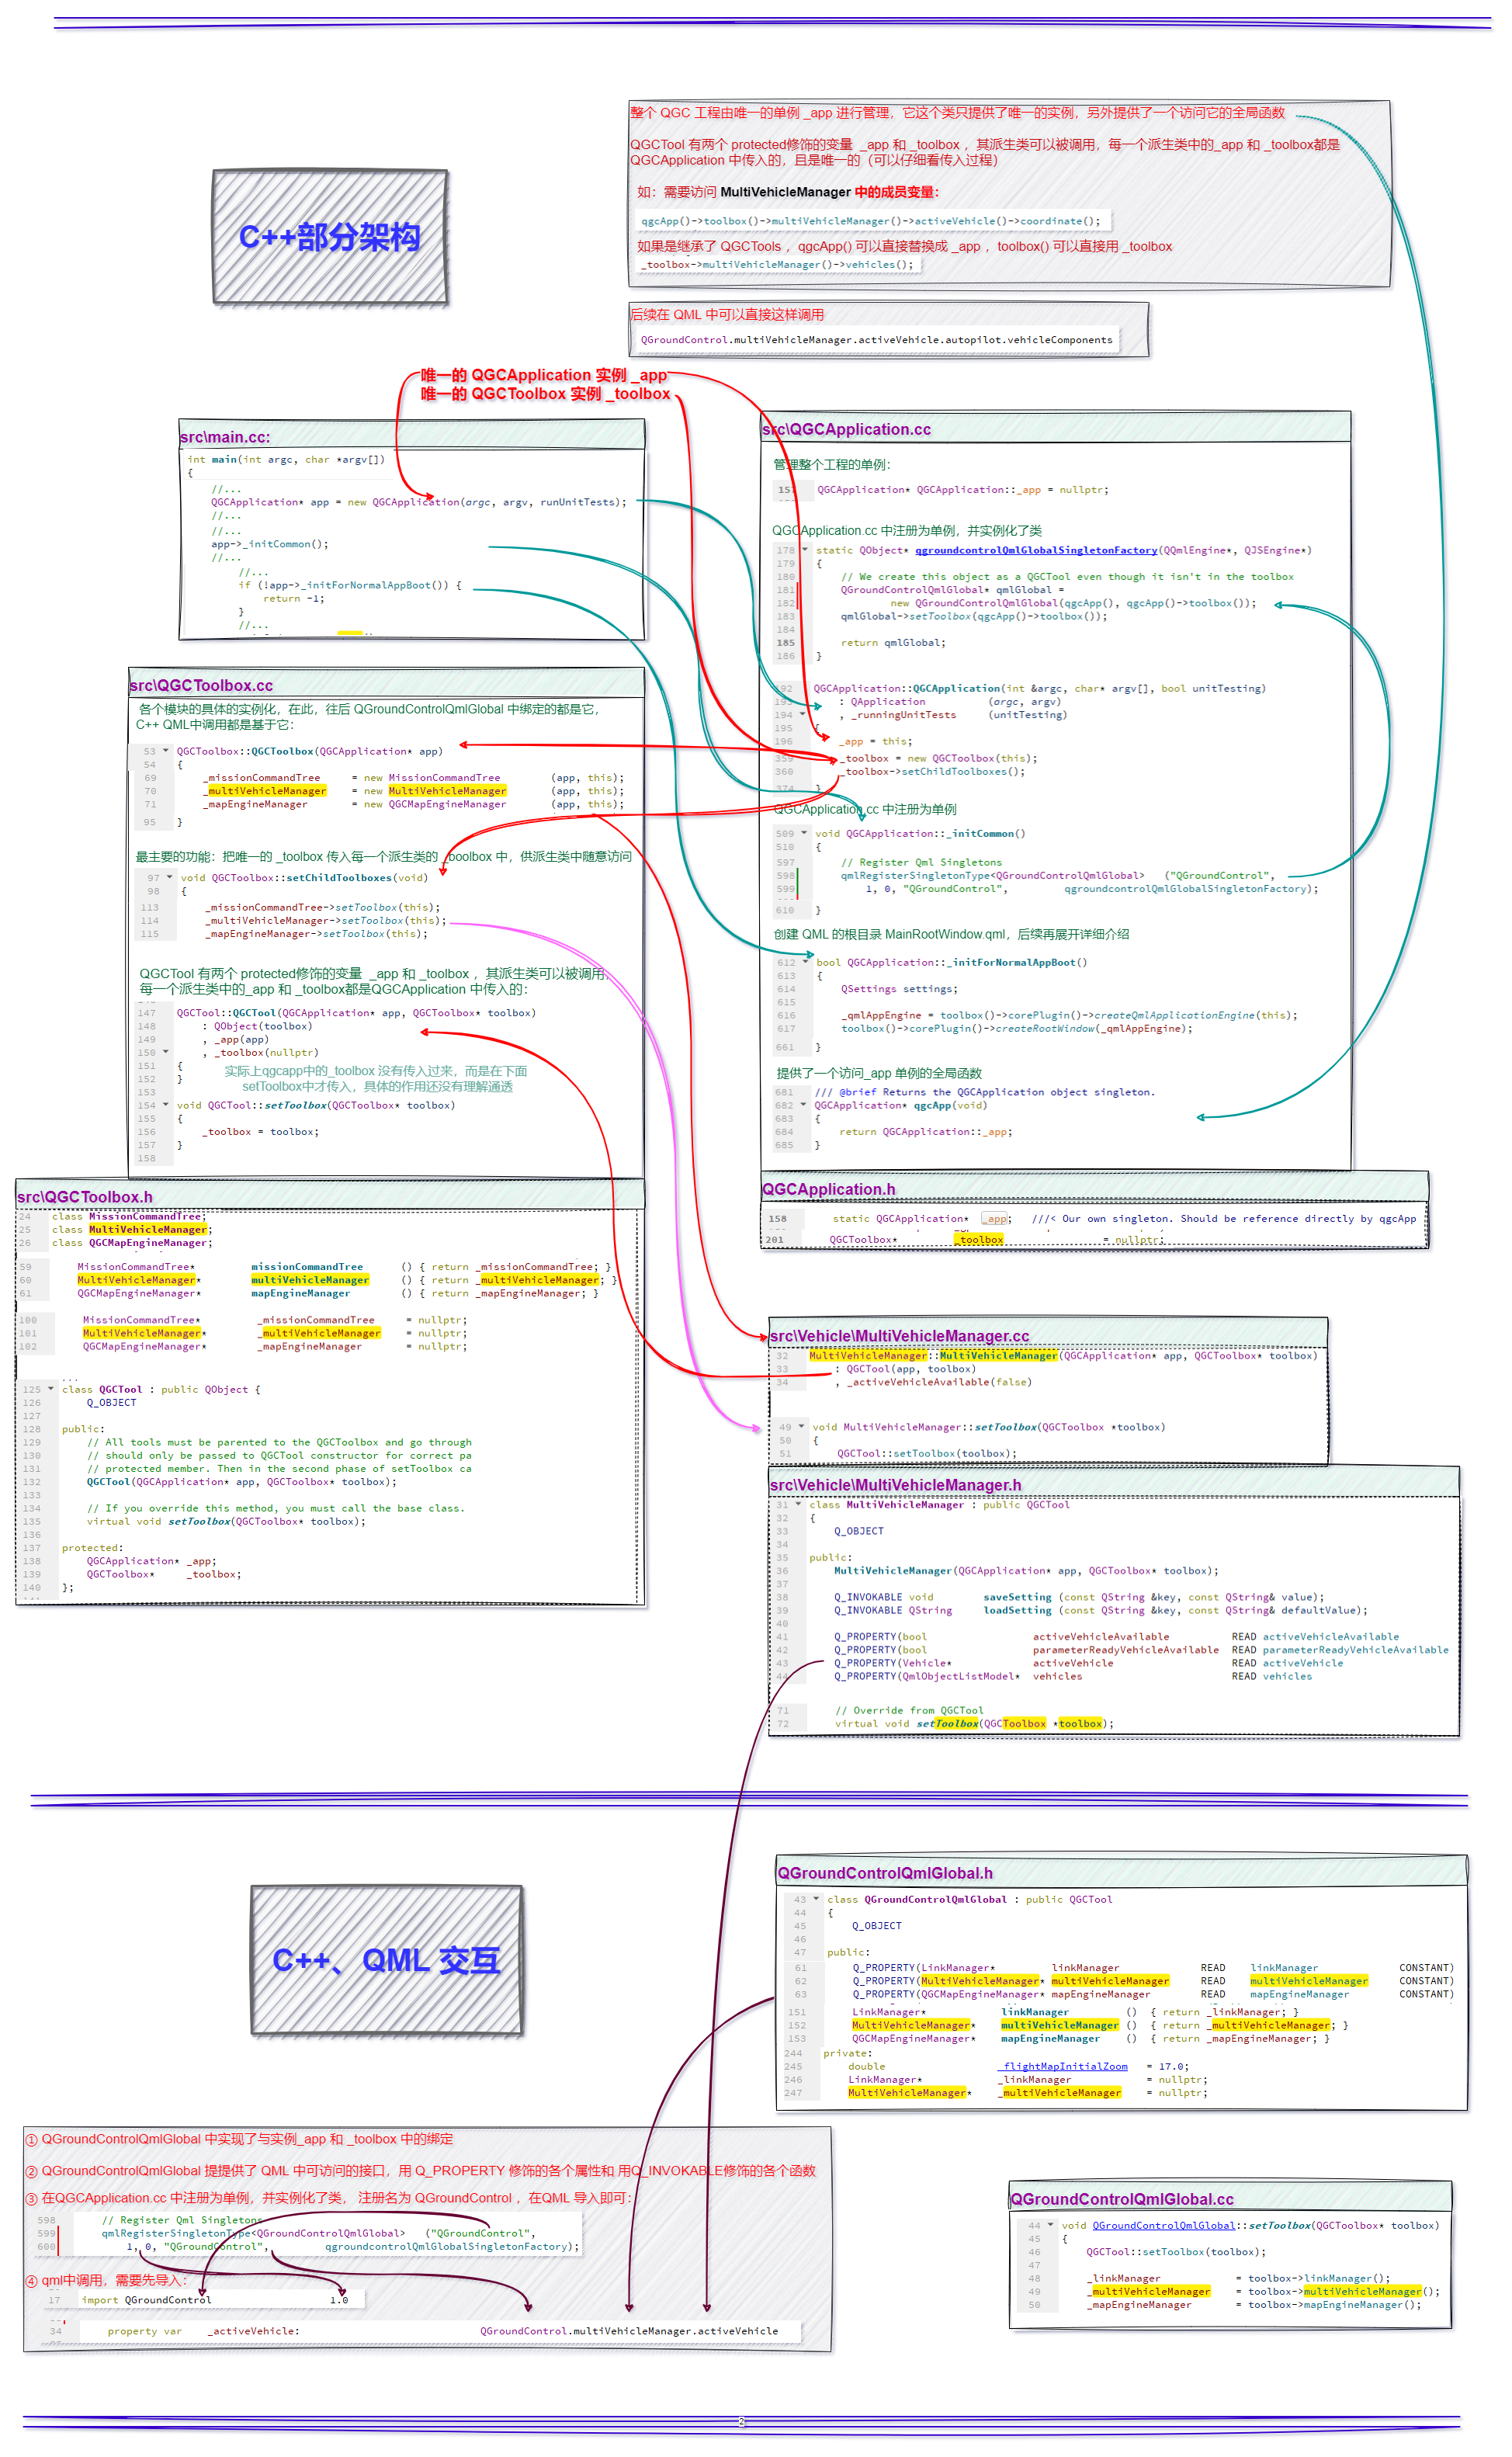 C++部分架构
整个 QGC 工程由唯一的单例 _app 进行管理，它这个类只提供了唯一的实例，另外提供了一个访问它的全局函数
QGCTool 有两个 protected修饰的变量 _app 和 _toolbox ，其派生类可以被调用，每一个派生类中的_app 和 _toolbox都是
QGCApplication 中传入的，且是唯一的（可以仔细看传入过程）
如：需要访问 MultiVehicleManager 中的成员变量：
qgcApp()->toolbox()->multiVehicleManager()->activeVehicle()->coordinate();
如果是继承了 QGCTools ，qgcApp() 可以直接替换成 _app ，toolbox() 可以直接用 _toolbox
_toolbox->multiVehicleManager()->vehicles();
后续在 QML 中可以直接这样调用
QGroundControl.multiVehicleManager.activeVehicle.autopilot.vehicleComponents
唯一的 QGCApplication 实例 _app
唯一的 QGCToolbox 实例 _toolbox
src\main.cc:
int main(int argc, char *argv[])
{
//...
QGCApplication* app = new QGCApplication(argc, argv, runUnitTests);
//...
//...
app->_initCommon();
//...
//...
if (!app->_initForNormalAppBoot()) {
return -1;
}
//...
src\QGCApplication.cc
管理整个工程的单例：
157 QGCApplication* QGCApplication::_app = nullptr;
QGCApplication.cc 中注册为单例，并实例化了类
178 static QObject* qgroundcontrolQmlGlobalSingletonFactory(QQmlEngine*, QJSEngine*)
179 {
180 // We create this object as a QGCTool even though it isn't in the toolbox
181 QGroundControlQmlGlobal* qmlGlobal =
182 new QGroundControlQmlGlobal(qgcApp(), qgcApp()->toolbox());
183 qmlGlobal->setToolbox(qgcApp()->toolbox());
184
185 return qmlGlobal;
186 }
192 QGCApplication::QGCApplication(int &argc, char* argv[], bool unitTesting)
193 : QApplication (argc, argv)
194 , _runningUnitTests (unitTesting)
195 {
196 _app = this;
359 _toolbox = new QGCToolbox(this);
360 _toolbox->setChildToolboxes();
374 }
QGCApplication.cc 中注册为单例
509 void QGCApplication::_initCommon()
510 {
597 // Register Qml Singletons
598 qmlRegisterSingletonType<QGroundControlQmlGlobal> ("QGroundControl",
599 1, 0, "QGroundControl", qgroundcontrolQmlGlobalSingletonFactory);
610 }
创建 QML 的根目录 MainRootWindow.qml，后续再展开详细介绍
612 bool QGCApplication::_initForNormalAppBoot()
613 {
614 QSettings settings;
615
616 _qmlAppEngine = toolbox()->corePlugin()->createQmlApplicationEngine(this);
617 toolbox()->corePlugin()->createRootWindow(_qmlAppEngine);
661 }
提供了一个访问_app 单例的全局函数
681 /// @brief Returns the QGCApplication object singleton.
682 QGCApplication* qgcApp(void)
683 {
684 return QGCApplication::_app;
685 }
QGCApplication.h
158 static QGCApplication* _app; ///< Our own singleton. Should be reference directly by qgcApp
201 QGCToolbox* _toolbox = nullptr;
src\QGCToolbox.cc
各个模块的具体的实例化，在此，往后 QGroundControlQmlGlobal 中绑定的都是它，
C++ QML中调用都是基于它：
53 QGCToolbox::QGCToolbox(QGCApplication* app)
54 {
69 _missionCommandTree = new MissionCommandTree (app, this);
70 _multiVehicleManager = new MultiVehicleManager (app, this);
71 _mapEngineManager = new QGCMapEngineManager (app, this);
95 }
最主要的功能：把唯一的 _toolbox 传入每一个派生类的 _boolbox 中，供派生类中随意访问
97 void QGCToolbox::setChildToolboxes(void)
98 {
113 _missionCommandTree->setToolbox(this);
114 _multiVehicleManager->setToolbox(this);
115 _mapEngineManager->setToolbox(this);
QGCTool 有两个 protected修饰的变量 _app 和 _toolbox ，其派生类可以被调用，
每一个派生类中的_app 和 _toolbox都是QGCApplication 中传入的：
147 QGCTool::QGCTool(QGCApplication* app, QGCToolbox* toolbox)
148 : QObject(toolbox)
149 , _app(app)
150 , _toolbox(nullptr)
151 {
152 }
实际上qgcapp中的_toolbox 没有传入过来，而是在下面
setToolbox中才传入，具体的作用还没有理解通透
153
154 void QGCTool::setToolbox(QGCToolbox* toolbox)
155 {
156 _toolbox = toolbox;
157 }
158
src\QGCToolbox.h
24 class MissionCommandTree;
25 class MultiVehicleManager;
26 class QGCMapEngineManager;
59 MissionCommandTree* missionCommandTree () { return _missionCommandTree; }
60 MultiVehicleManager* multiVehicleManager () { return _multiVehicleManager; }
61 QGCMapEngineManager* mapEngineManager () { return _mapEngineManager; }
100 MissionCommandTree* _missionCommandTree = nullptr;
101 MultiVehicleManager* _multiVehicleManager = nullptr;
102 QGCMapEngineManager* _mapEngineManager = nullptr;
125 class QGCTool : public QObject {
126 Q_OBJECT
127
128 public:
129 // All tools must be parented to the QGCToolbox and go through
130 // should only be passed to QGCTool constructor for correct pa
131 // protected member. Then in the second phase of setToolbox ca
132 QGCTool(QGCApplication* app, QGCToolbox* toolbox);
133
134 // If you override this method, you must call the base class.
135 virtual void setToolbox(QGCToolbox* toolbox);
136
137 protected:
138 QGCApplication* _app;
139 QGCToolbox* _toolbox;
140 };
src\Vehicle\MultiVehicleManager.cc
32 MultiVehicleManager::MultiVehicleManager(QGCApplication* app, QGCToolbox* toolbox)
33 : QGCTool(app, toolbox)
34 , _activeVehicleAvailable(false)
49 void MultiVehicleManager::setToolbox(QGCToolbox *toolbox)
50 {
51 QGCTool::setToolbox(toolbox);
src\Vehicle\MultiVehicleManager.h
31 class MultiVehicleManager : public QGCTool
32 {
33 Q_OBJECT
34
35 public:
36 MultiVehicleManager(QGCApplication* app, QGCToolbox* toolbox);
37
38 Q_INVOKABLE void saveSetting (const QString &key, const QString& value);
39 Q_INVOKABLE QString loadSetting (const QString &key, const QString& defaultValue);
40
41 Q_PROPERTY(bool activeVehicleAvailable READ activeVehicleAvailable
42 Q_PROPERTY(bool parameterReadyVehicleAvailable READ parameterReadyVehicleAvailable
43 Q_PROPERTY(Vehicle* activeVehicle READ activeVehicle
44 Q_PROPERTY(QmlObjectListModel* vehicles READ vehicles
71 // Override from QGCTool
72 virtual void setToolbox(QGCToolbox *toolbox);
C++、QML 交互
QGroundControlQmlGlobal.h
43 class QGroundControlQmlGlobal : public QGCTool
44 {
45 Q_OBJECT
46
47 public:
61 Q_PROPERTY(LinkManager* linkManager READ linkManager CONSTANT)
62 Q_PROPERTY(MultiVehicleManager* multiVehicleManager READ multiVehicleManager CONSTANT)
63 Q_PROPERTY(QGCMapEngineManager* mapEngineManager READ mapEngineManager CONSTANT)
151 LinkManager* linkManager () { return _linkManager; }
152 MultiVehicleManager* multiVehicleManager () { return _multiVehicleManager; }
153 QGCMapEngineManager* mapEngineManager () { return _mapEngineManager; }
244 private:
245 double _flightMapInitialZoom = 17.0;
246 LinkManager* _linkManager = nullptr;
247 MultiVehicleManager* _multiVehicleManager = nullptr;
① QGroundControlQmlGlobal 中实现了与实例_app 和 _toolbox 中的绑定
② QGroundControlQmlGlobal 提提供了 QML 中可访问的接口，用 Q_PROPERTY 修饰的各个属性和 用Q_INVOKABLE修饰的各个函数
③ 在QGCApplication.cc 中注册为单例，并实例化了类， 注册名为 QGroundControl ，在QML 导入即可：
598 // Register Qml Singletons
599 qmlRegisterSingletonType<QGroundControlQmlGlobal> ("QGroundControl",
600 1, 0, "QGroundControl", qgroundcontrolQmlGlobalSingletonFactory);
④ qml中调用，需要先导入：
17 import QGroundControl 1.0
34 property var _activeVehicle: QGroundControl.multiVehicleManager.activeVehicle
QGroundControlQmlGlobal.cc
44 void QGroundControlQmlGlobal::setToolbox(QGCToolbox* toolbox)
45 {
46 QGCTool::setToolbox(toolbox);
47
48 _linkManager = toolbox->linkManager();
49 _multiVehicleManager = toolbox->multiVehicleManager();
50 _mapEngineManager = toolbox->mapEngineManager();
2